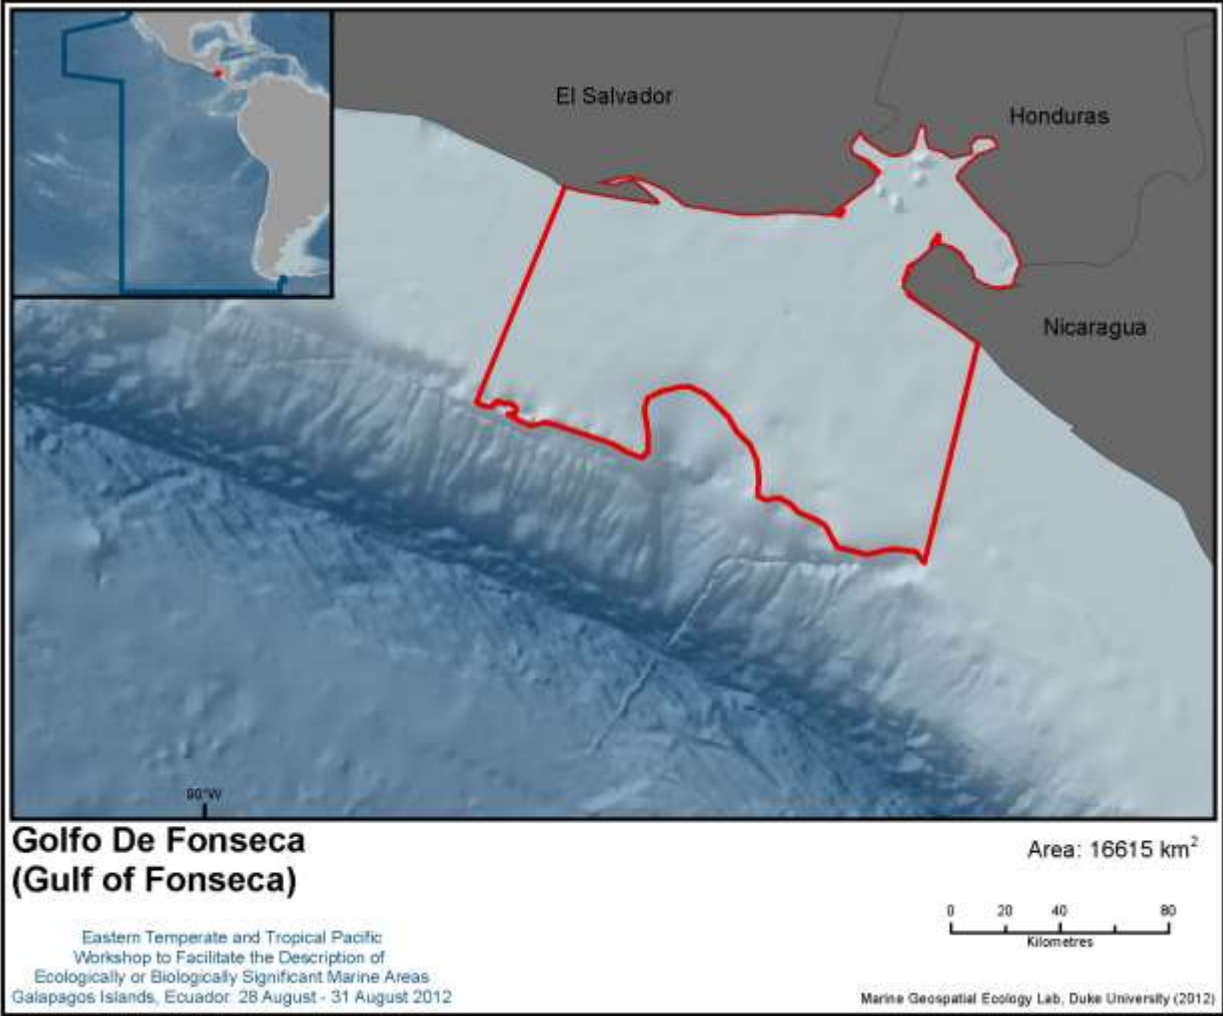 El Salvador
Honduras
Nicaragua
90°W
Golfo De Fonseca
(Gulf of Fonseca)
Area: 16615 km²
0 20 40 80
Kilometres
Eastern Temperate and Tropical Pacific
Workshop to Facilitate the Description of
Ecologically or Biologically Significant Marine Areas
Galapagos Islands, Ecuador: 28 August - 31 August 2012
Marine Geospatial Ecology Lab, Duke University (2012)